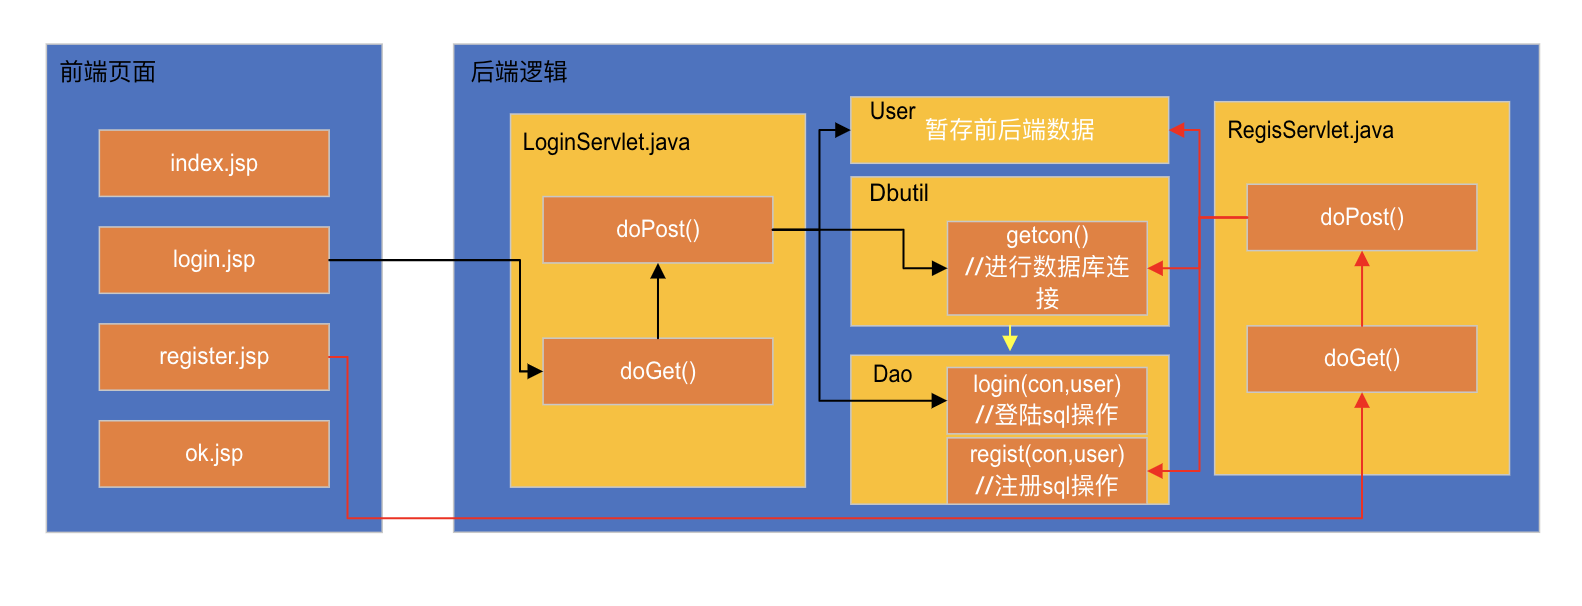 前端页面
index.jsp
login.jsp
register.jsp
ok.jsp
后端逻辑
LoginServlet.java
doPost()
doGet()
User
暂存前后端数据
Dbutil
getcon()
//进行数据库连
接
Dao
login(con,user)
//登陆sql操作
regist(con,user)
//注册sql操作
RegisServlet.java
doPost()
doGet()